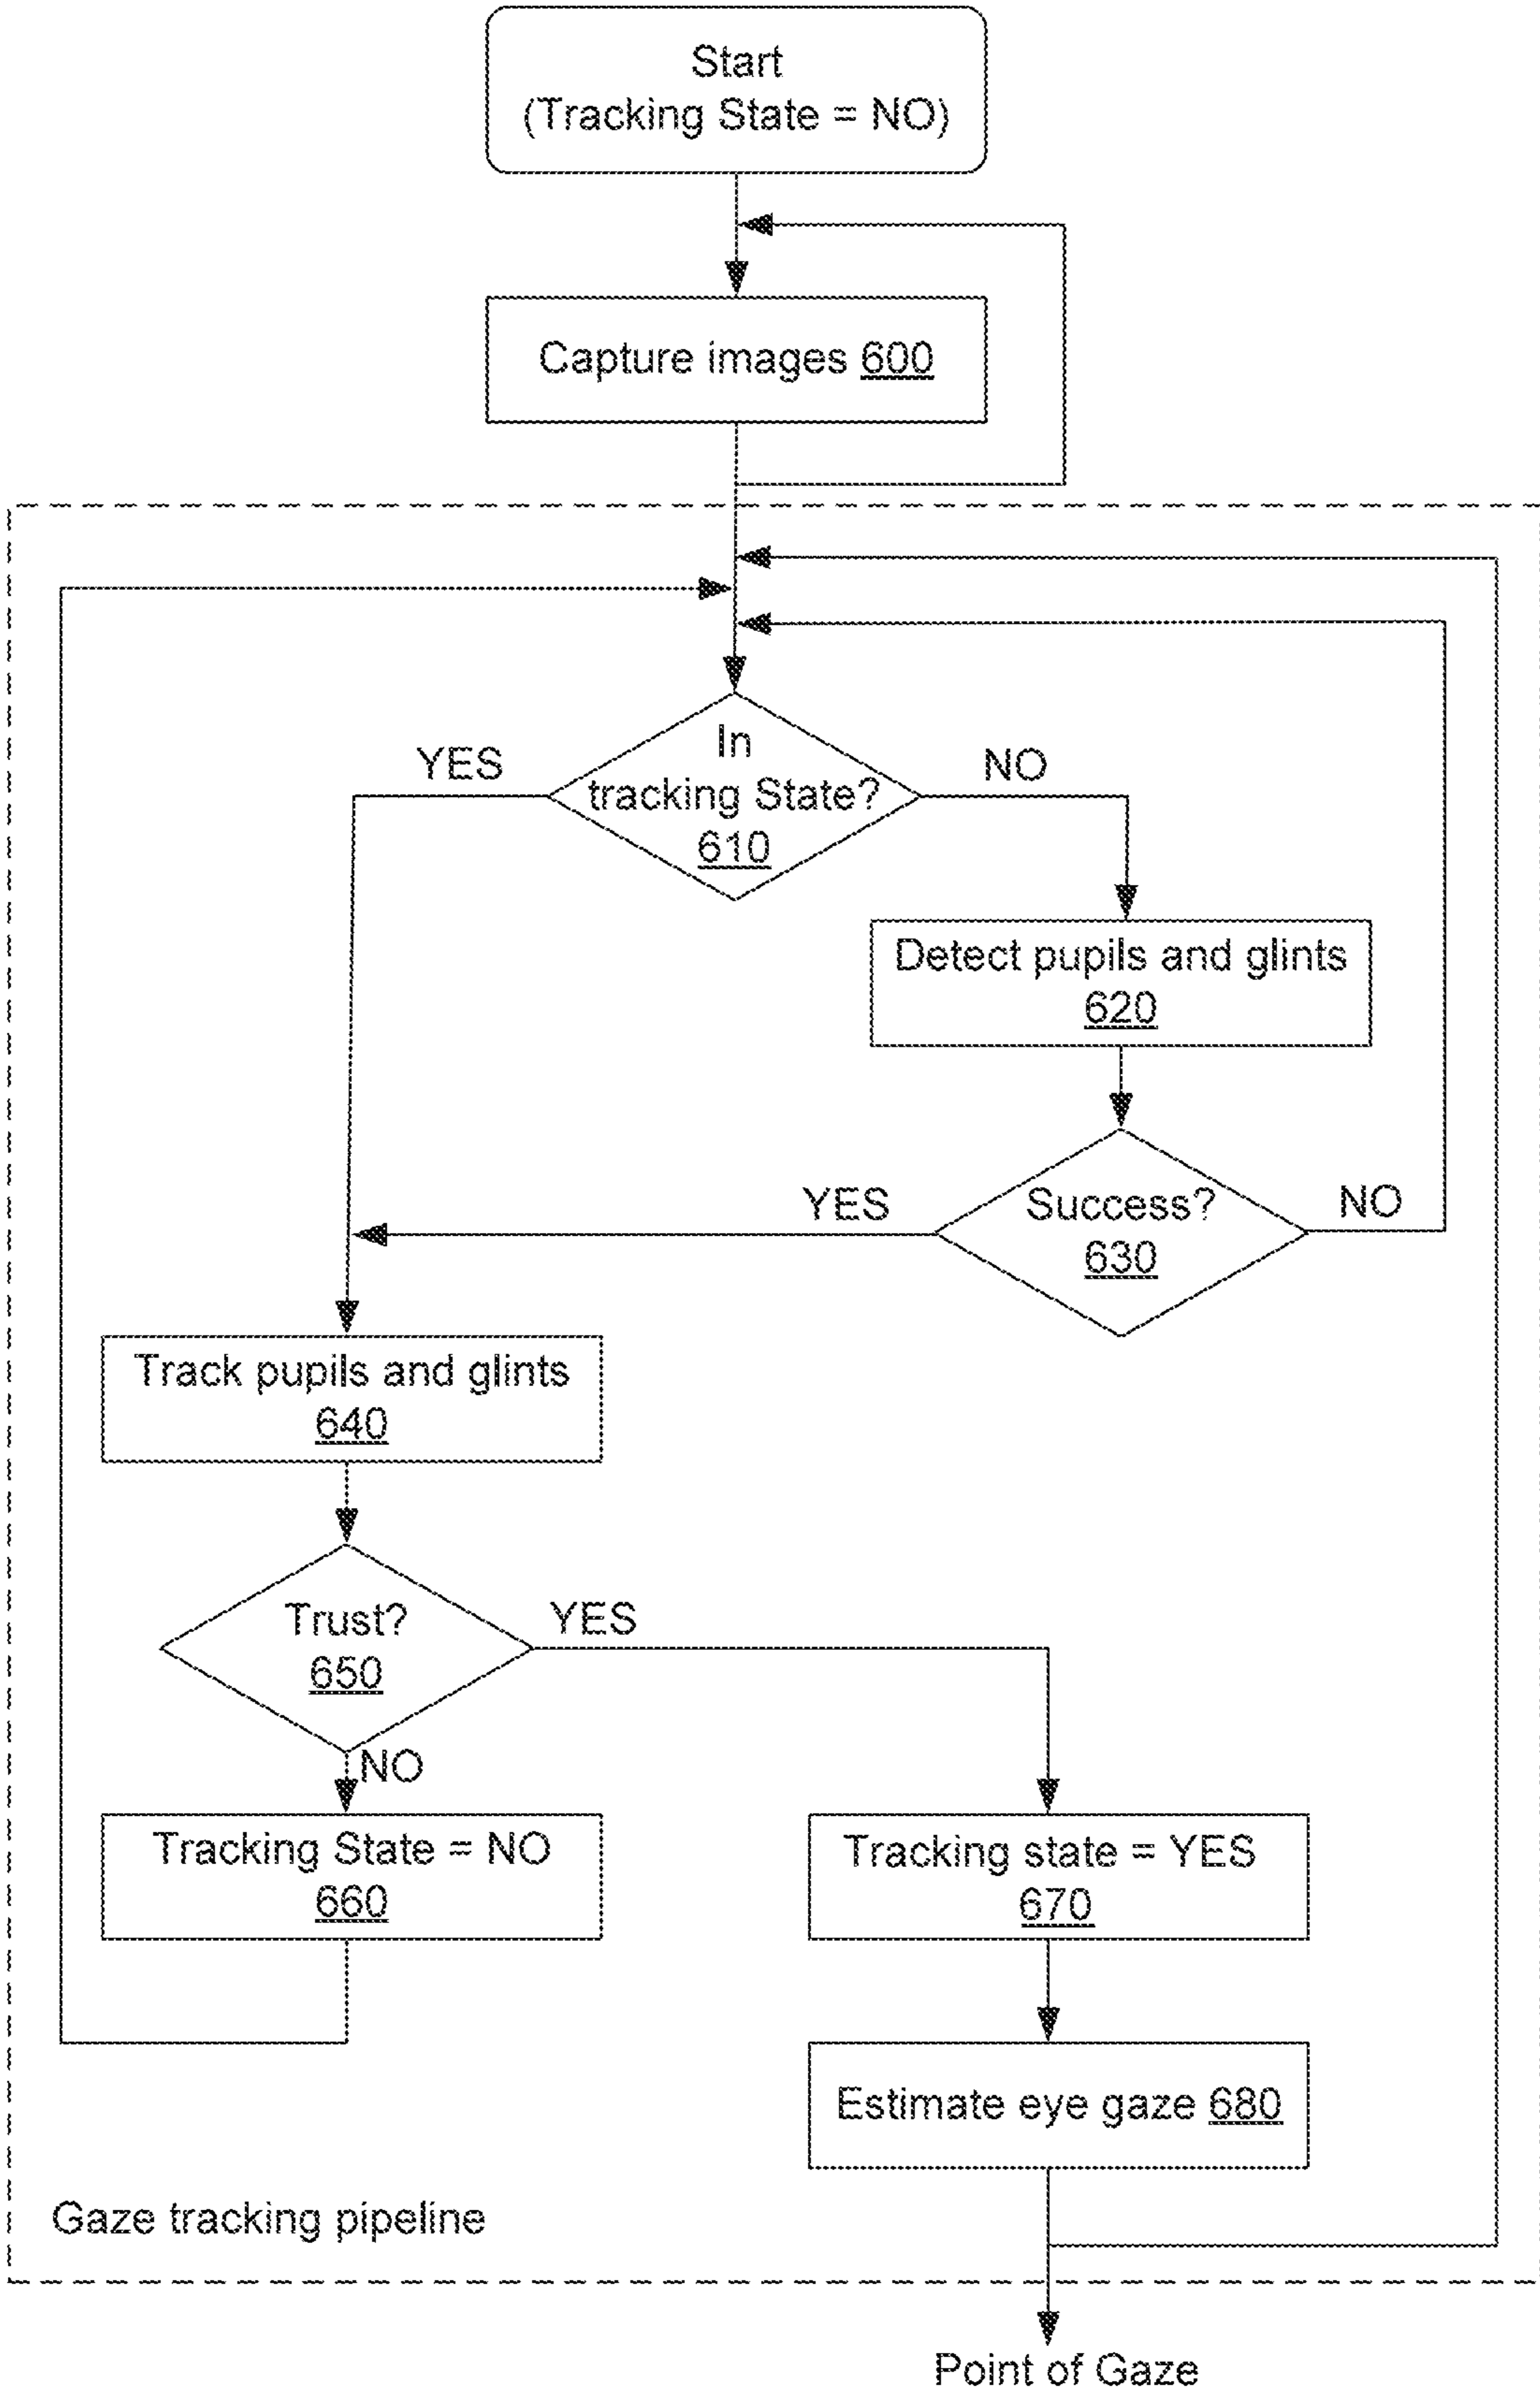 Start
(Tracking State = NO)
Capture images 600
In
tracking State?
610
YES
NO
Detect pupils and glints
620
Success?
630
YES
NO
Track pupils and glints
640
Trust?
650
YES
NO
Tracking State = NO
660
Tracking state = YES
670
Estimate eye gaze 680
Gaze tracking pipeline
Point of Gaze